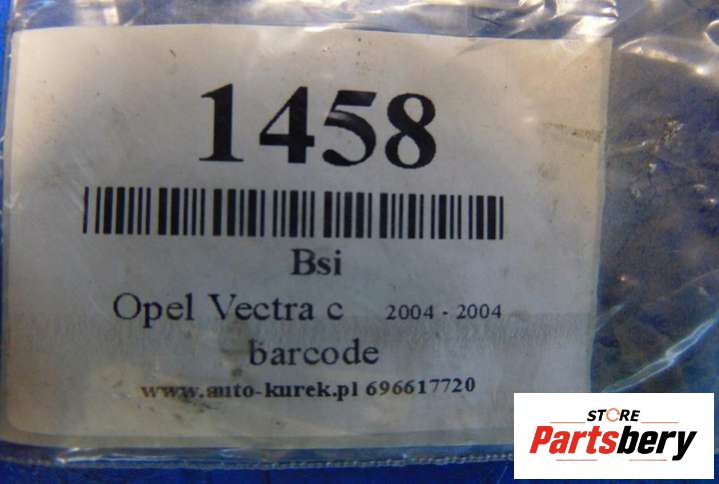 1458
Bsi
Opel Vectra c 2004 - 2004
barcode
www.auto-kurek.pl 696617720
STORE
Partsbery